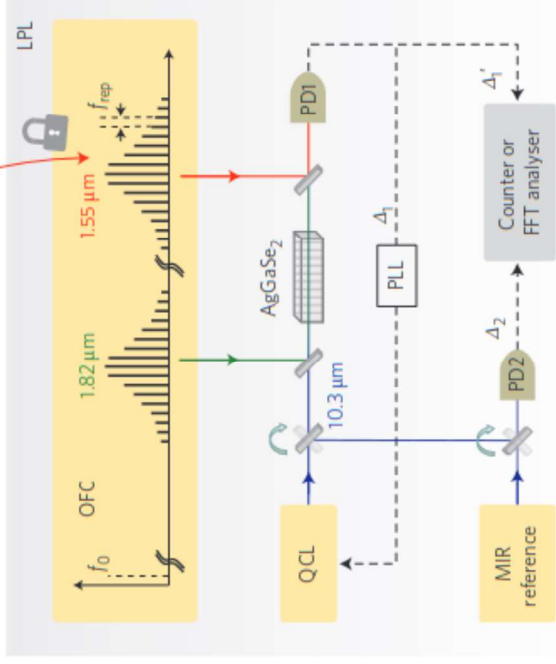 LPL
OFC
f0
1.82 μm
1.55 μm
frep
AgGaSe2
PD1
QCL
10.3 μm
PLL
Δ1
Δ1'
MIR
reference
PD2
Δ2
Counter or
FFT analyser